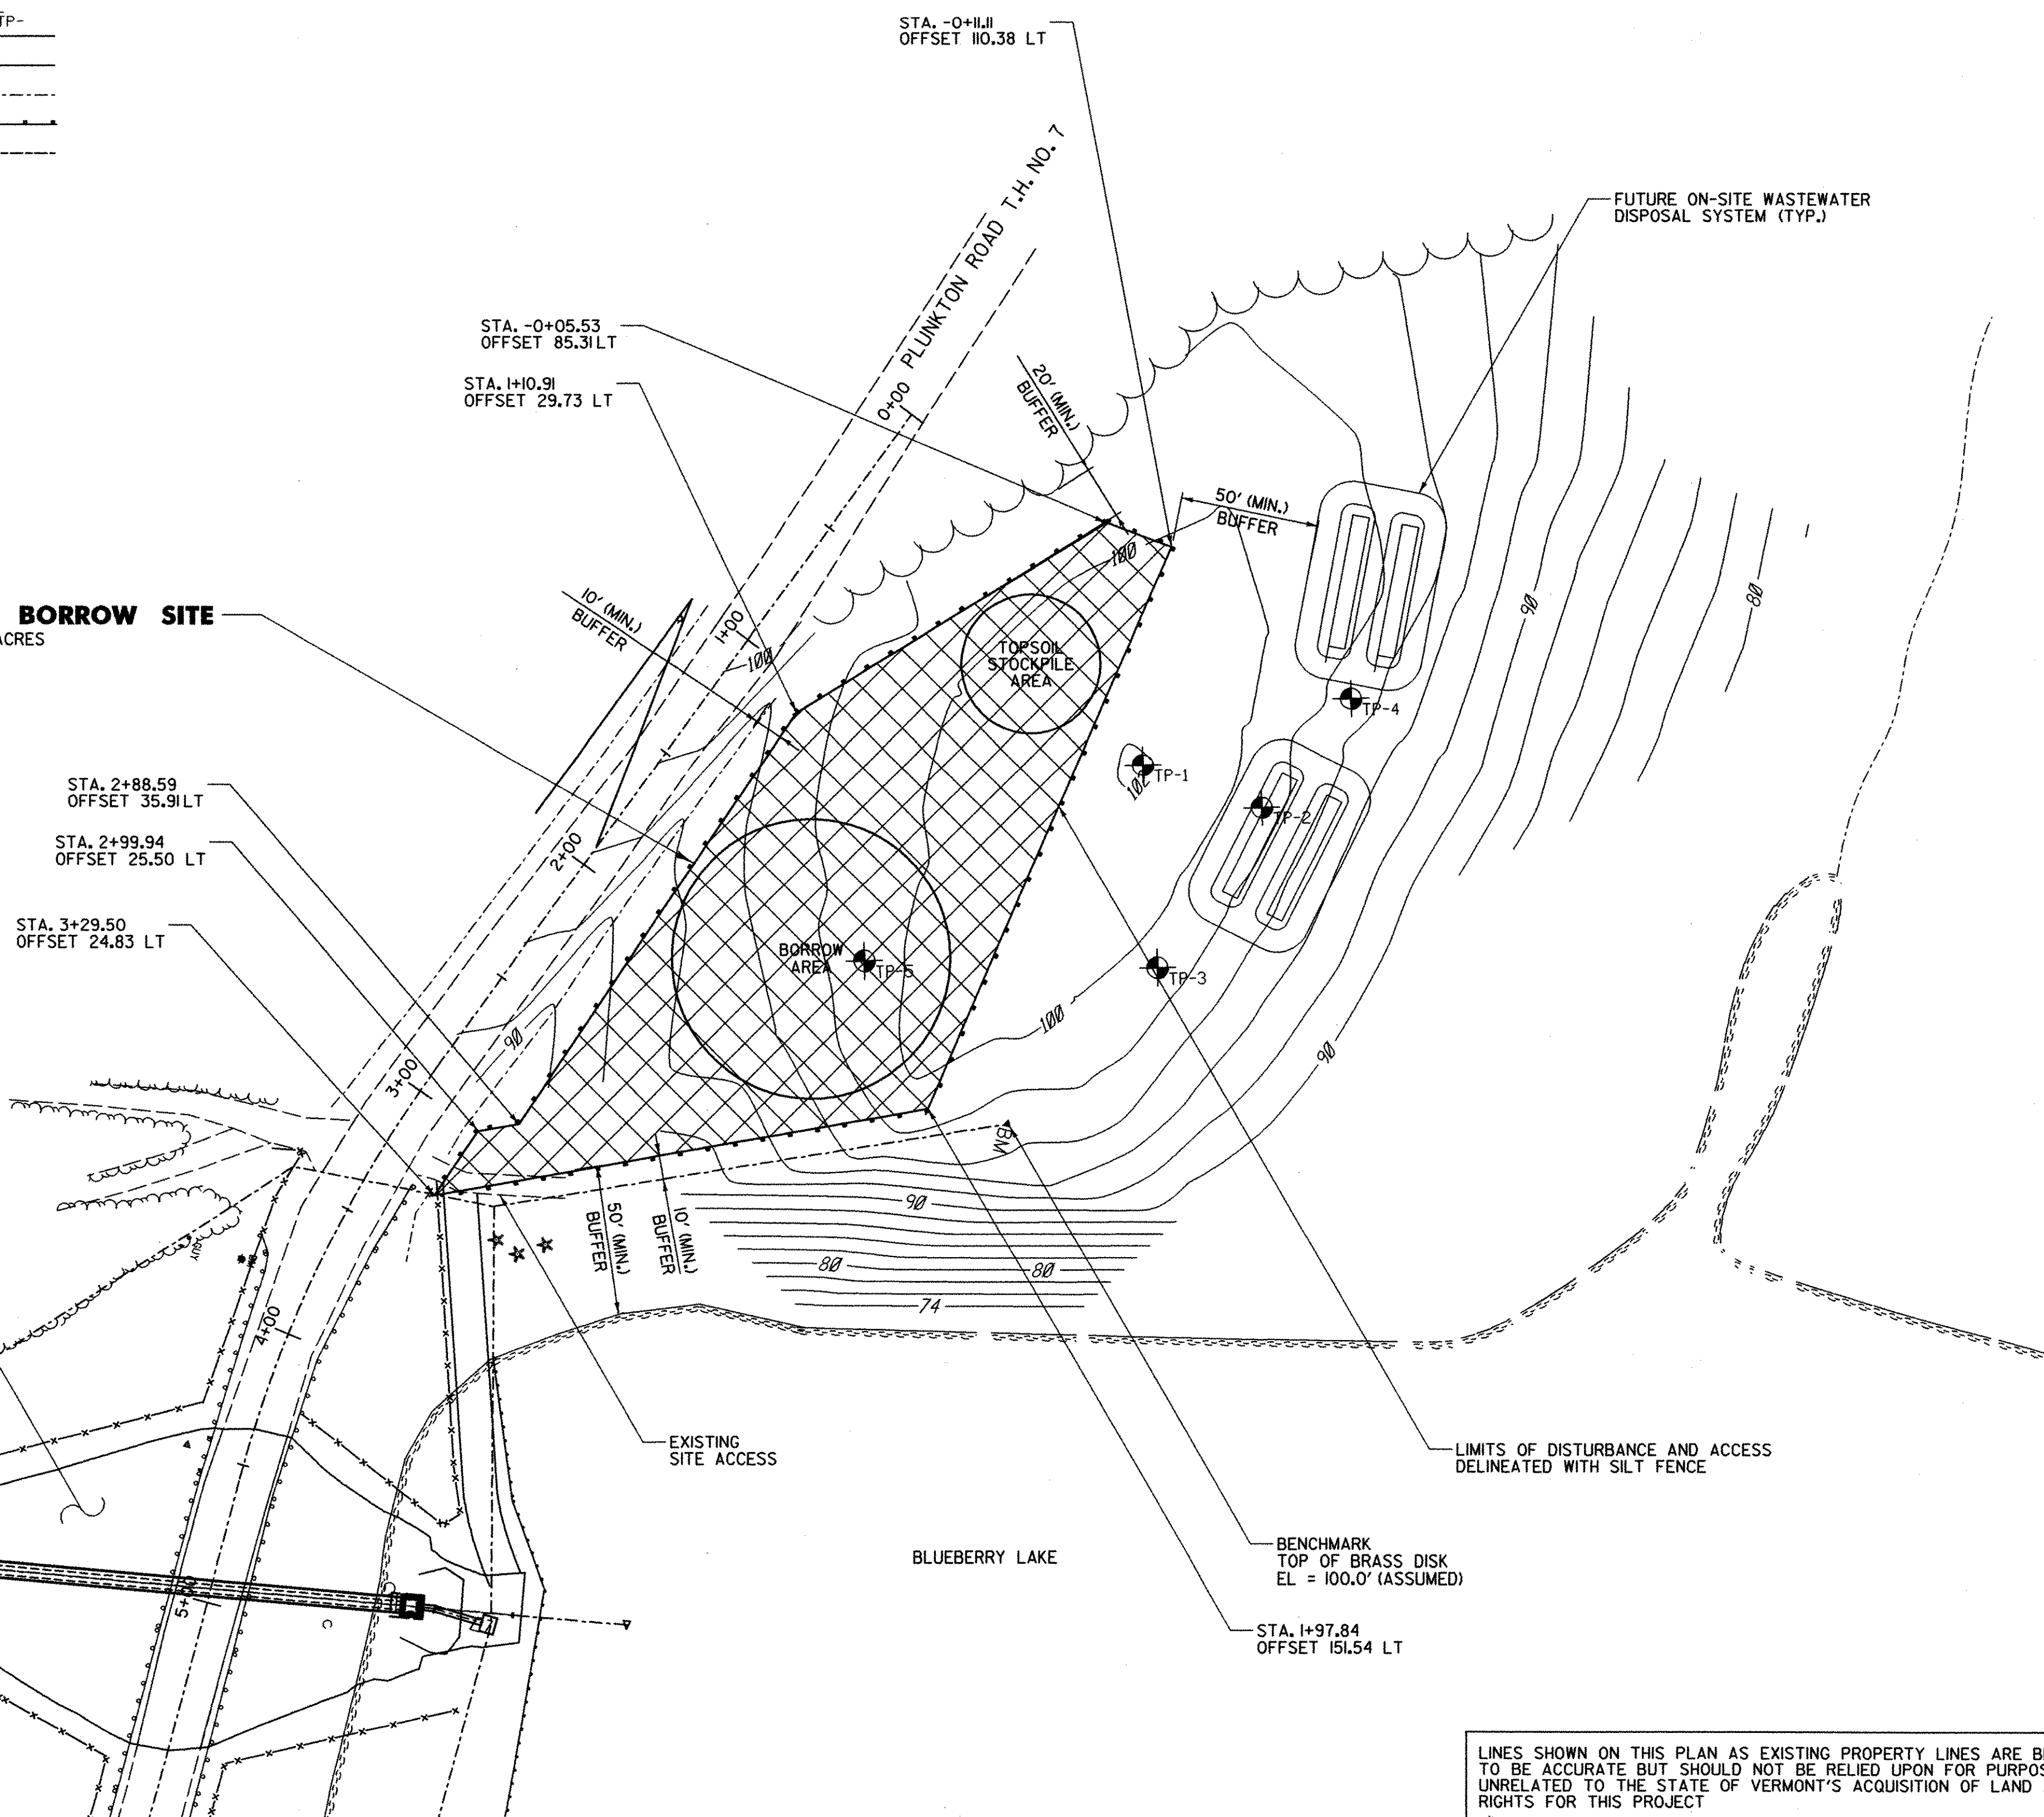 TP-
STA. -0+11.11
OFFSET 110.38 LT
PLUNKTON ROAD T.H. NO. 7
FUTURE ON-SITE WASTEWATER
DISPOSAL SYSTEM (TYP.)
STA. -0+05.53
OFFSET 85.31 LT
STA. 1+10.91
OFFSET 29.73 LT
0+00
20' (MIN.)
BUFFER
50' (MIN.)
BUFFER
100
90
80
BORROW SITE
ACRES
10' (MIN.)
BUFFER
1+00
100
TOPSOIL
STOCKPILE
AREA
TP-4
TP-1
102
TP-2
STA. 2+88.59
OFFSET 35.91 LT
STA. 2+99.94
OFFSET 25.50 LT
2+00
STA. 3+29.50
OFFSET 24.83 LT
BORROW
AREA
TP-5
TP-3
100
90
90
3+00
BM
90
50' (MIN.)
BUFFER
10' (MIN.)
BUFFER
GUY
80
80
74
4+00
EXISTING
SITE ACCESS
LIMITS OF DISTURBANCE AND ACCESS
DELINEATED WITH SILT FENCE
BENCHMARK
TOP OF BRASS DISK
EL = 100.0' (ASSUMED)
BLUEBERRY LAKE
5+00
STA. 1+97.84
OFFSET 151.54 LT
LINES SHOWN ON THIS PLAN AS EXISTING PROPERTY LINES ARE
TO BE ACCURATE BUT SHOULD NOT BE RELIED UPON FOR
UNRELATED TO THE STATE OF VERMONT'S ACQUISITION OF LAND
RIGHTS FOR THIS PROJECT